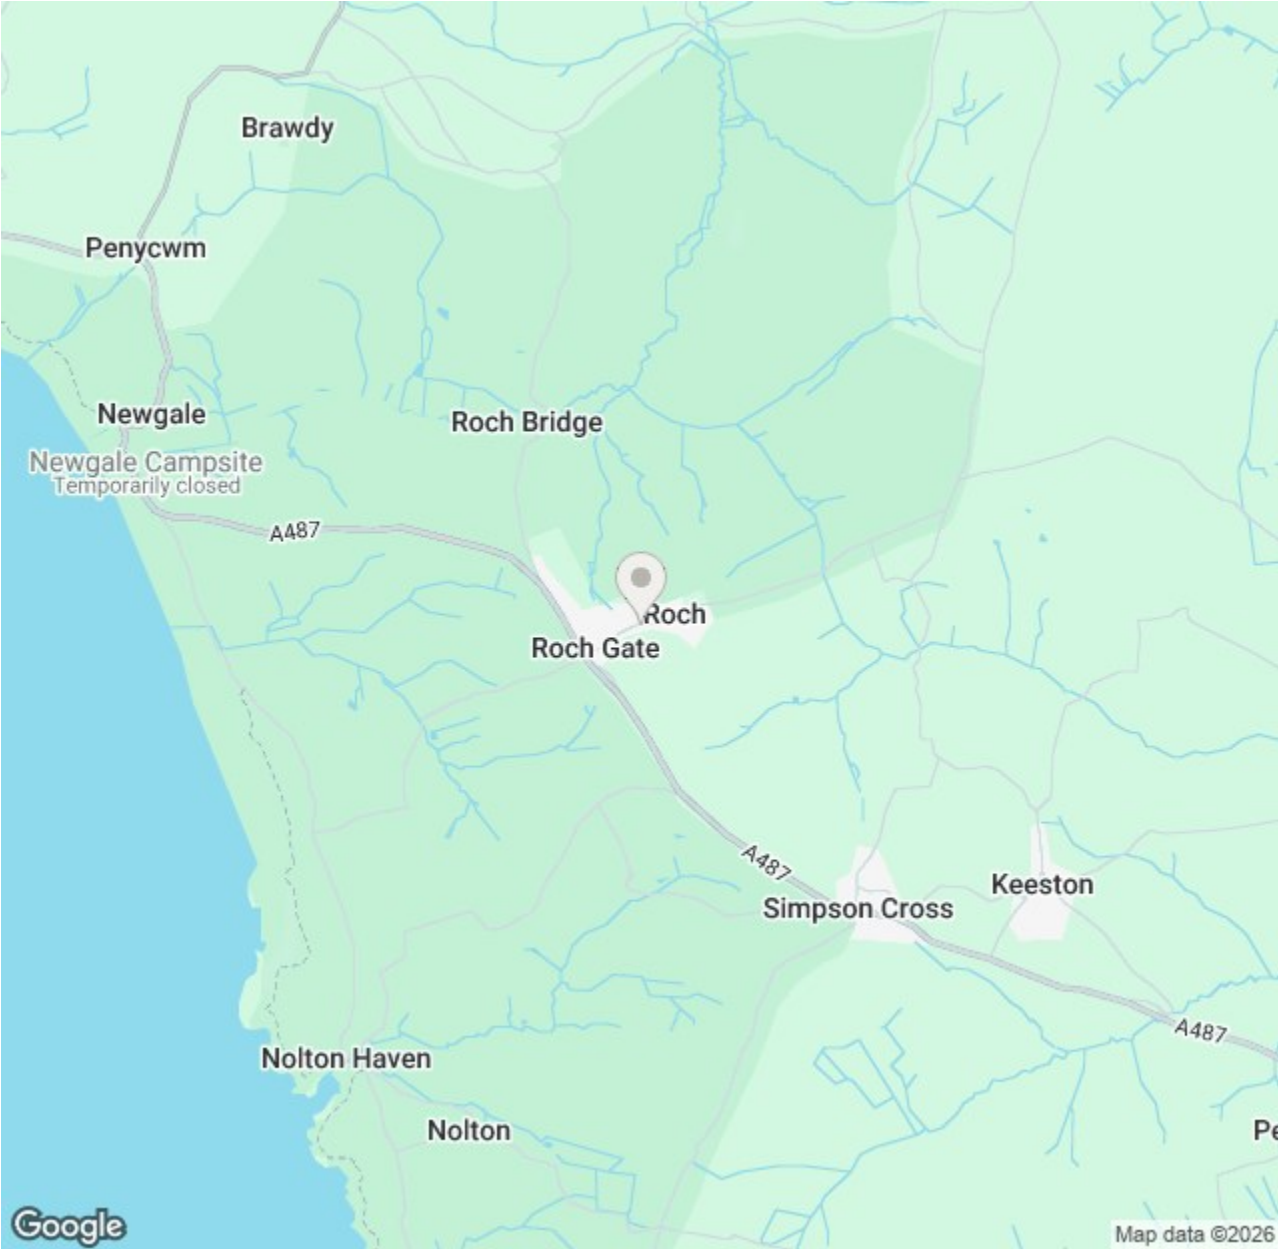 Brawdy
Penycwm
Newgale
Roch Bridge
Newgale Campsite
Temporarily closed
A487
Roch
Roch Gate
A487
Keeston
Simpson Cross
A487
Nolton Haven
Nolton
Pe
Google
Map data ©2026